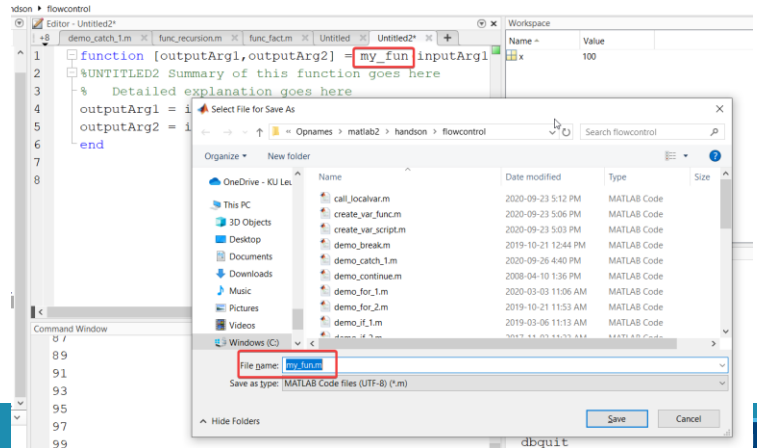 ndson › flowcontrol
Editor - Untitled2*
+8 demo_catch_1.m func_recursion.m func_fact.m Untitled Untitled2* +
1 function [outputArg1,outputArg2] = my_fun inputArg1
2 %UNTITLED2 Summary of this function goes here
3 % Detailed explanation goes here
4 outputArg1 = i
5 outputArg2 = i
6 end
7
8
Workspace
Name Value
x 100
Select File for Save As
« Opnames › matlab2 › handson › flowcontrol
Search flowcontrol
Organize New folder
OneDrive - KU Leu
This PC
3D Objects
Desktop
Documents
Downloads
Music
Pictures
Videos
Windows (C:)
Name Date modified Type Size
call_localvar.m 2020-09-23 5:12 PM MATLAB Code
create_var_func.m 2020-09-23 5:06 PM MATLAB Code
create_var_script.m 2020-09-23 5:03 PM MATLAB Code
demo_break.m 2019-10-21 12:44 PM MATLAB Code
demo_catch_1.m 2020-09-26 4:40 PM MATLAB Code
demo_continue.m 2008-04-10 1:36 PM MATLAB Code
demo_for_1.m 2020-03-03 11:06 AM MATLAB Code
demo_for_2.m 2019-10-21 11:53 AM MATLAB Code
demo_if_1.m 2019-03-06 11:13 AM MATLAB Code
File name: my_fun.m
Save as type: MATLAB Code files (UTF-8) (*.m)
Hide Folders
Save Cancel
Command Window
87
89
91
93
95
97
99
dbquit